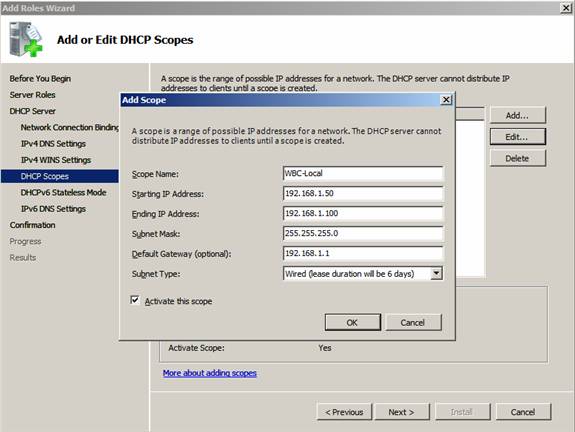 Add Roles Wizard
Add or Edit DHCP Scopes
Before You Begin
Server Roles
DHCP Server
Network Connection Binding
IPv4 DNS Settings
IPv4 WINS Settings
DHCP Scopes
DHCPv6 Stateless Mode
IPv6 DNS Settings
Confirmation
Progress
Results
A scope is the range of possible IP addresses for a network. The DHCP server cannot distribute IP
addresses to clients until a scope is created.
Add...
Edit...
Delete
Add Scope
A scope is a range of possible IP addresses for a network. The DHCP server cannot
distribute IP addresses to clients until a scope is created.
Scope Name: WBC-Local
Starting IP Address: 192.168.1.50
Ending IP Address: 192.168.1.100
Subnet Mask: 255.255.255.0
Default Gateway (optional): 192.168.1.1
Subnet Type: Wired (lease duration will be 6 days)
Activate this scope
OK Cancel
Activate Scope: Yes
More about adding scopes
< Previous Next > Install Cancel